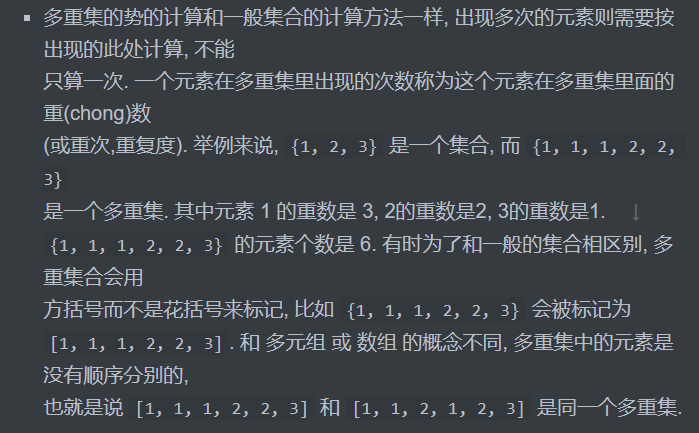 多重集的势的计算和一般集合的计算方法一样, 出现多次的元素则需要按
出现的此处计算, 不能
只算一次. 一个元素在多重集里出现的次数称为这个元素在多重集里面的
重(chong)数
(或重次,重复度). 举例来说, {1, 2, 3} 是一个集合, 而 {1, 1, 1, 2, 2,
3}
是一个多重集. 其中元素 1 的重数是 3, 2的重数是2, 3的重数是1. ↓
{1, 1, 1, 2, 2, 3} 的元素个数是 6. 有时为了和一般的集合相区别, 多
重集合会用
方括号而不是花括号来标记, 比如 {1, 1, 1, 2, 2, 3} 会被标记为
[1, 1, 1, 2, 2, 3]. 和 多元组 或 数组 的概念不同, 多重集中的元素是
没有顺序分别的,
也就是说 [1, 1, 1, 2, 2, 3] 和 [1, 1, 2, 1, 2, 3] 是同一个多重集.